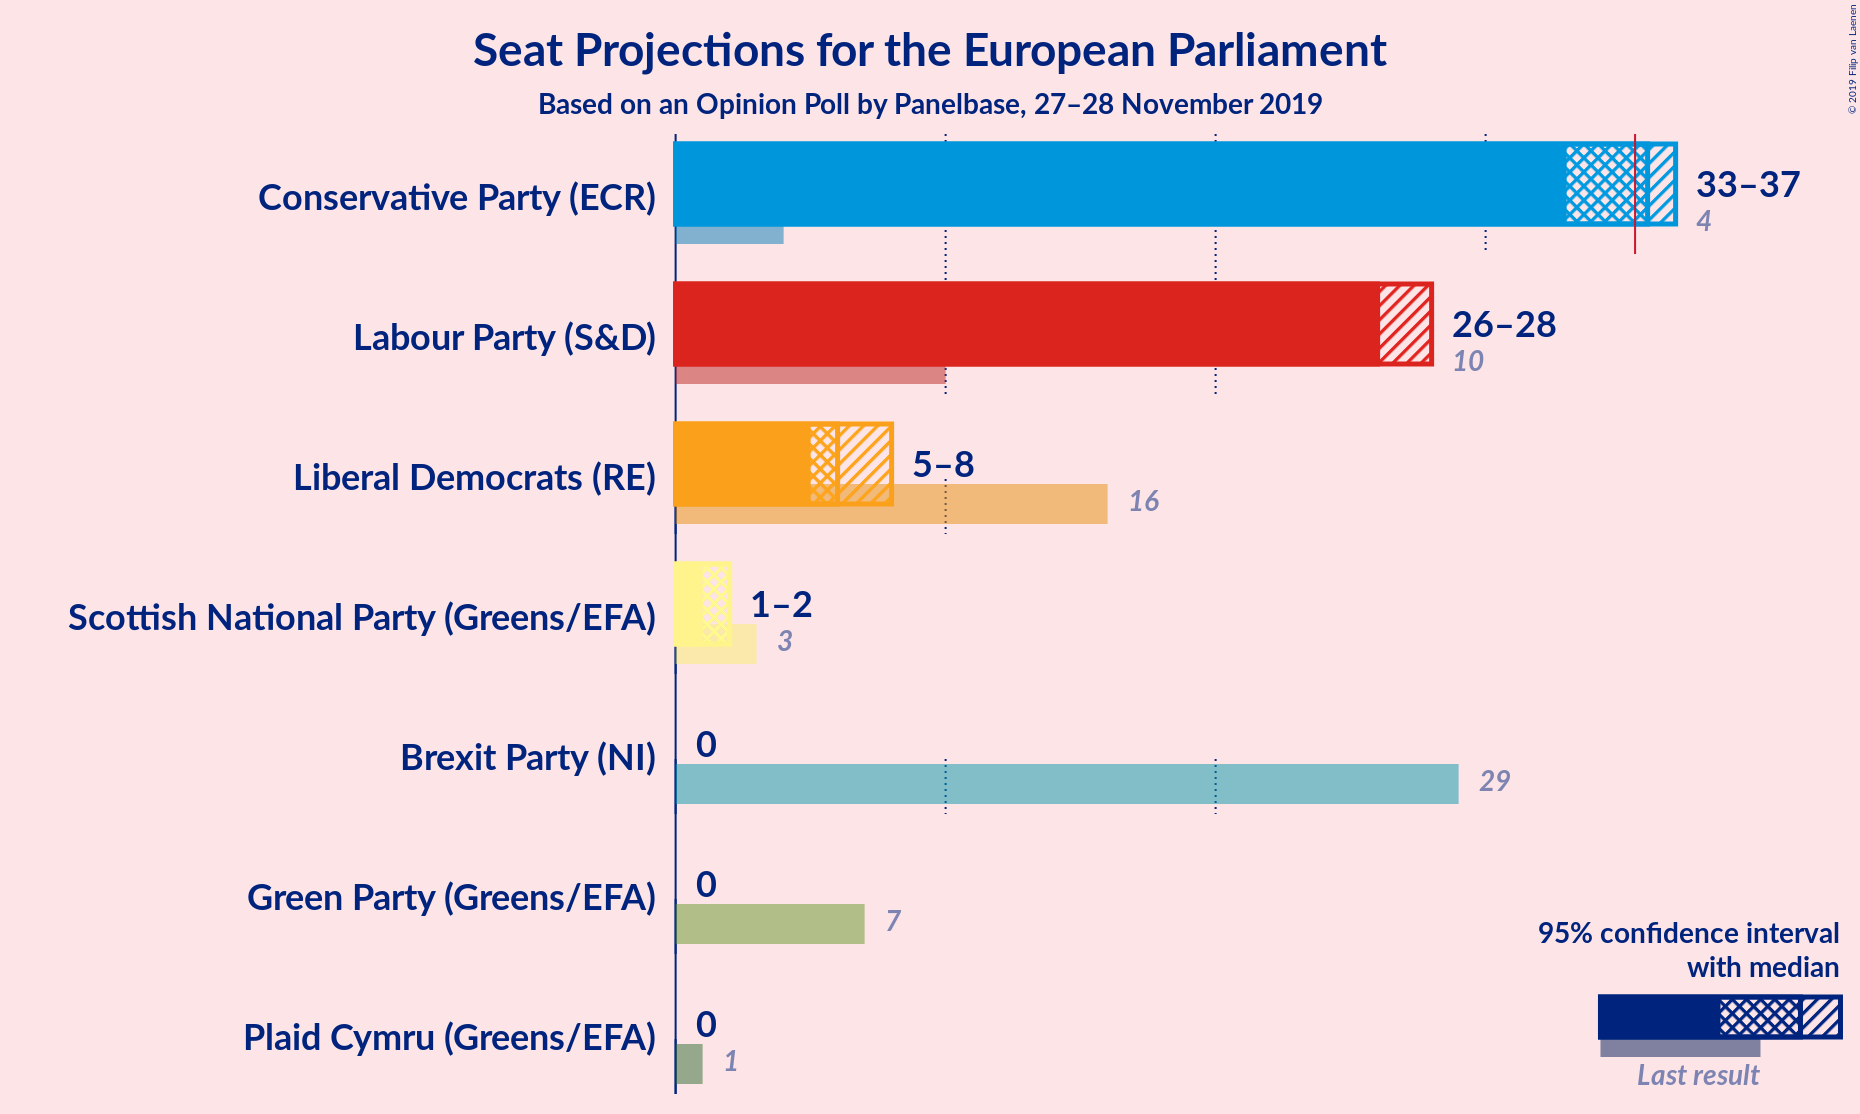 Seat Projections for the European Parliament
Based on an Opinion Poll by Panelbase, 27–28 November 2019
© 2019 Filip van Laenen
Conservative Party (ECR)
33–37
4
Labour Party (S&D)
26–28
10
Liberal Democrats (RE)
5–8
16
Scottish National Party (Greens/EFA)
1–2
3
Brexit Party (NI)
0
29
Green Party (Greens/EFA)
0
7
Plaid Cymru (Greens/EFA)
0
1
95% confidence interval
with median
Last result